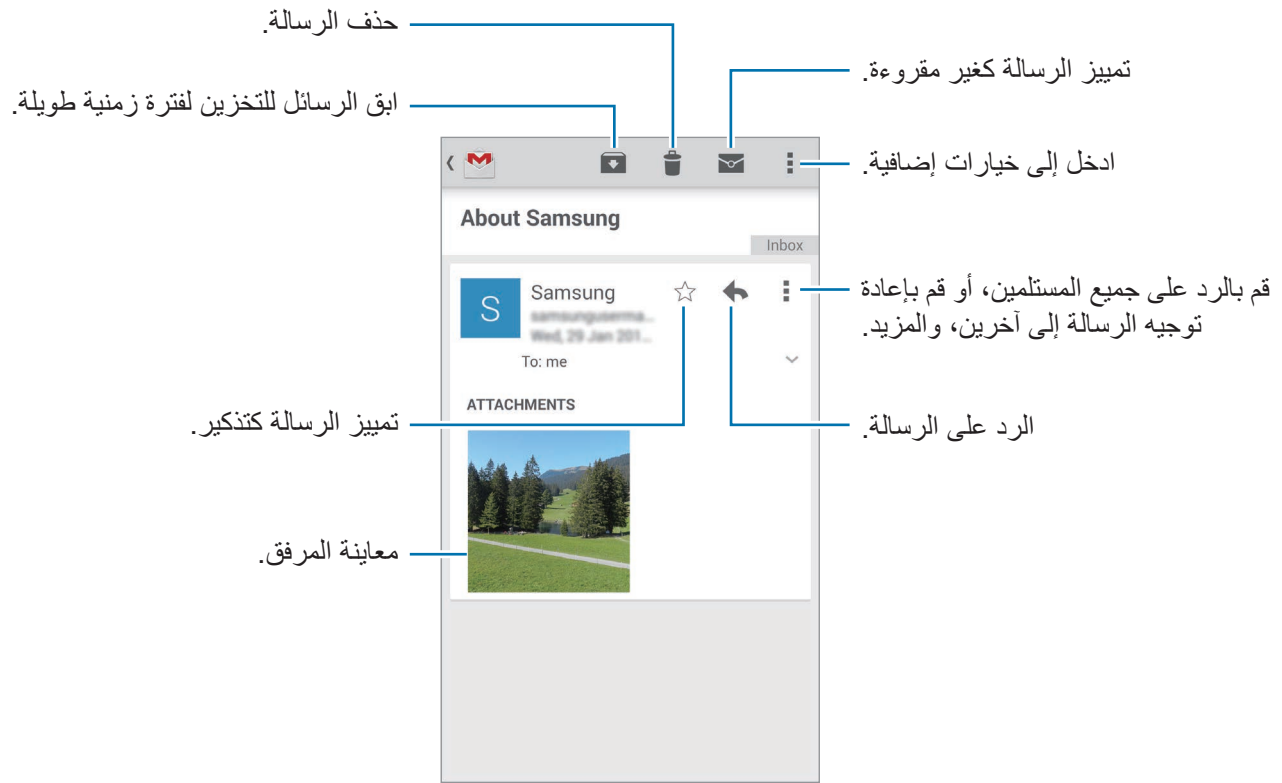 حذف الرسالة.
تمييز الرسالة كغير مقروءة.
ابق الرسائل للتخزين لفترة زمنية طويلة.
ادخل إلى خيارات إضافية.
About Samsung
Inbox
S
Samsung
To: me
قم بالرد على جميع المستلمين، أو قم بإعادة
توجيه الرسالة إلى آخرين، والمزيد.
ATTACHMENTS
تمييز الرسالة كتذكير.
الرد على الرسالة.
معاينة المرفق.